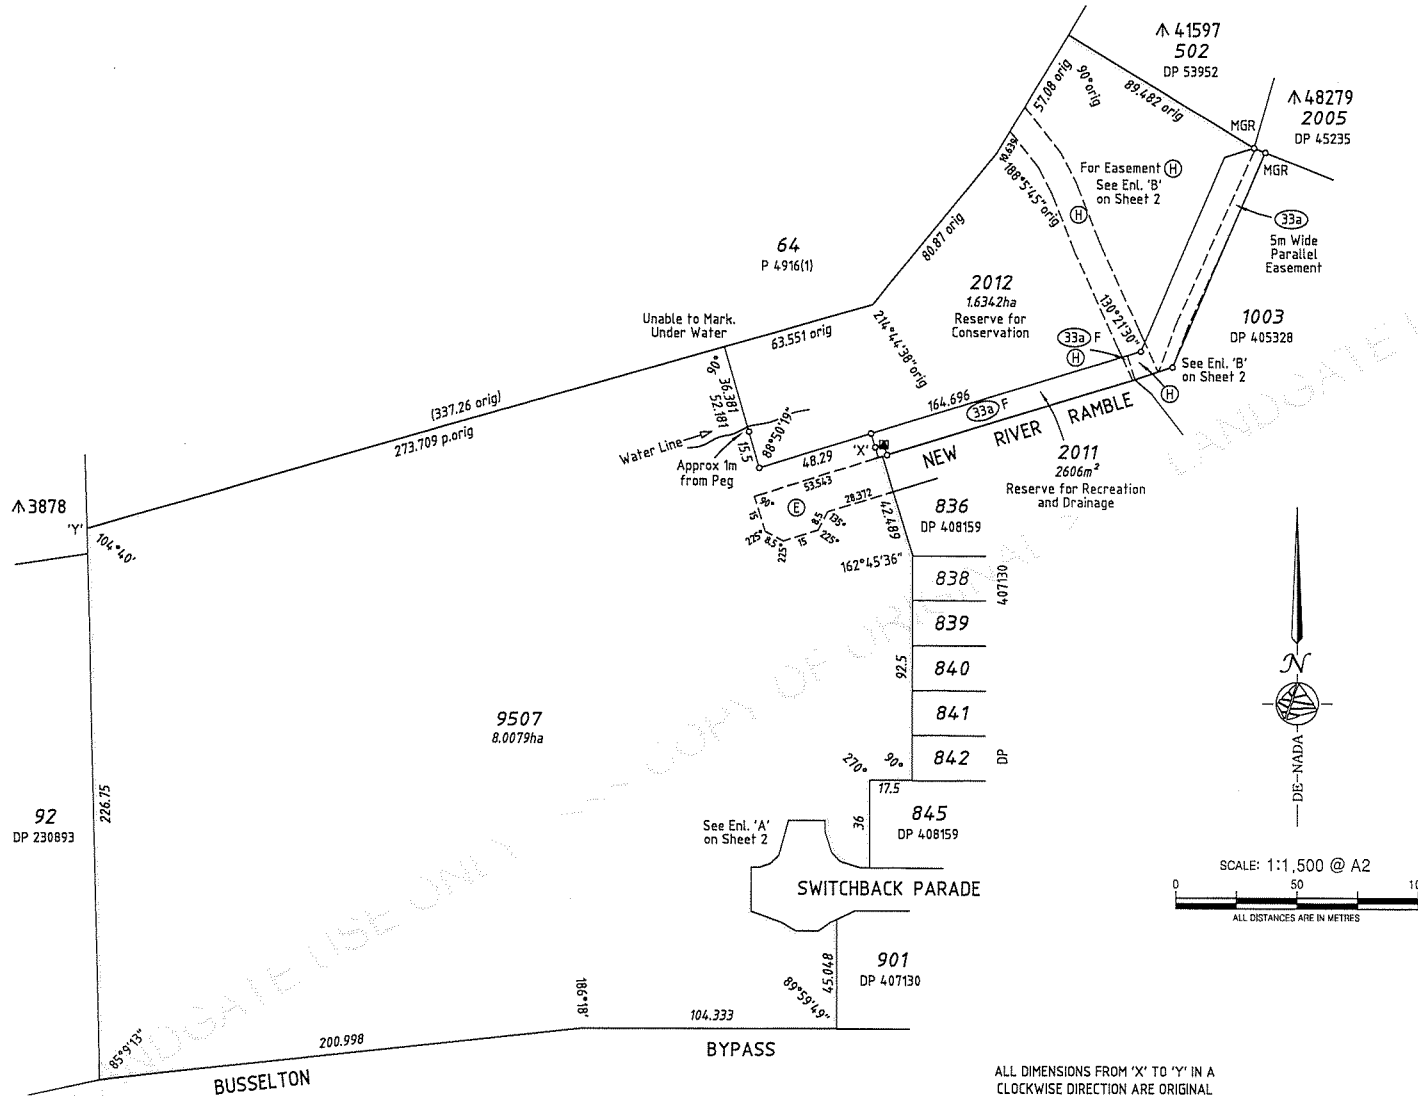 41597
502
DP 53952
48279
2005
DP 45235
MGR
MGR
57.08 orig
90° orig
89.482 orig
10.639
188°5'45" orig
For Easement H
See Enl. 'B'
on Sheet 2
H
33a
5m Wide
Parallel
Easement
80.87 orig
64
P 4916(1)
2012
1.6342ha
Reserve for
Conservation
130°21'30"
1003
DP 405328
Unable to Mark.
Under Water
63.551 orig
214°44'38" orig
33a F
H
See Enl. 'B'
on Sheet 2
H
90°
36.381
52.181
(337.26 orig)
273.709 p.orig
164.696
33a F
NEW RIVER RAMBLE
Water Line
15.5
88°50'19"
Approx 1m
from Peg
48.29
'X'
2011
2606m²
Reserve for Recreation
and Drainage
53.543
90°
E
28.372
15
8.5
135°
225°
8.5
225°
15
225°
42.489
836
DP 408159
3878
'Y'
104°40'
162°45'36"
838
839
840
841
842
DP 407130
92.5
9507
8.0079ha
270°
90°
17.5
36
845
DP 408159
92
DP 230893
226.75
See Enl. 'A'
on Sheet 2
SWITCHBACK PARADE
901
DP 407130
45.048
89°59'49"
186°18'
104.333
85°9'13"
200.998
BUSSELTON
BYPASS
N
DE-NADA
SCALE: 1:1,500 @ A2
0 50 10
ALL DISTANCES ARE IN METRES
ALL DIMENSIONS FROM 'X' TO 'Y' IN A
CLOCKWISE DIRECTION ARE ORIGINAL
LANDGATE USE ONLY --- COPY OF ORIGINAL
LANDGATE